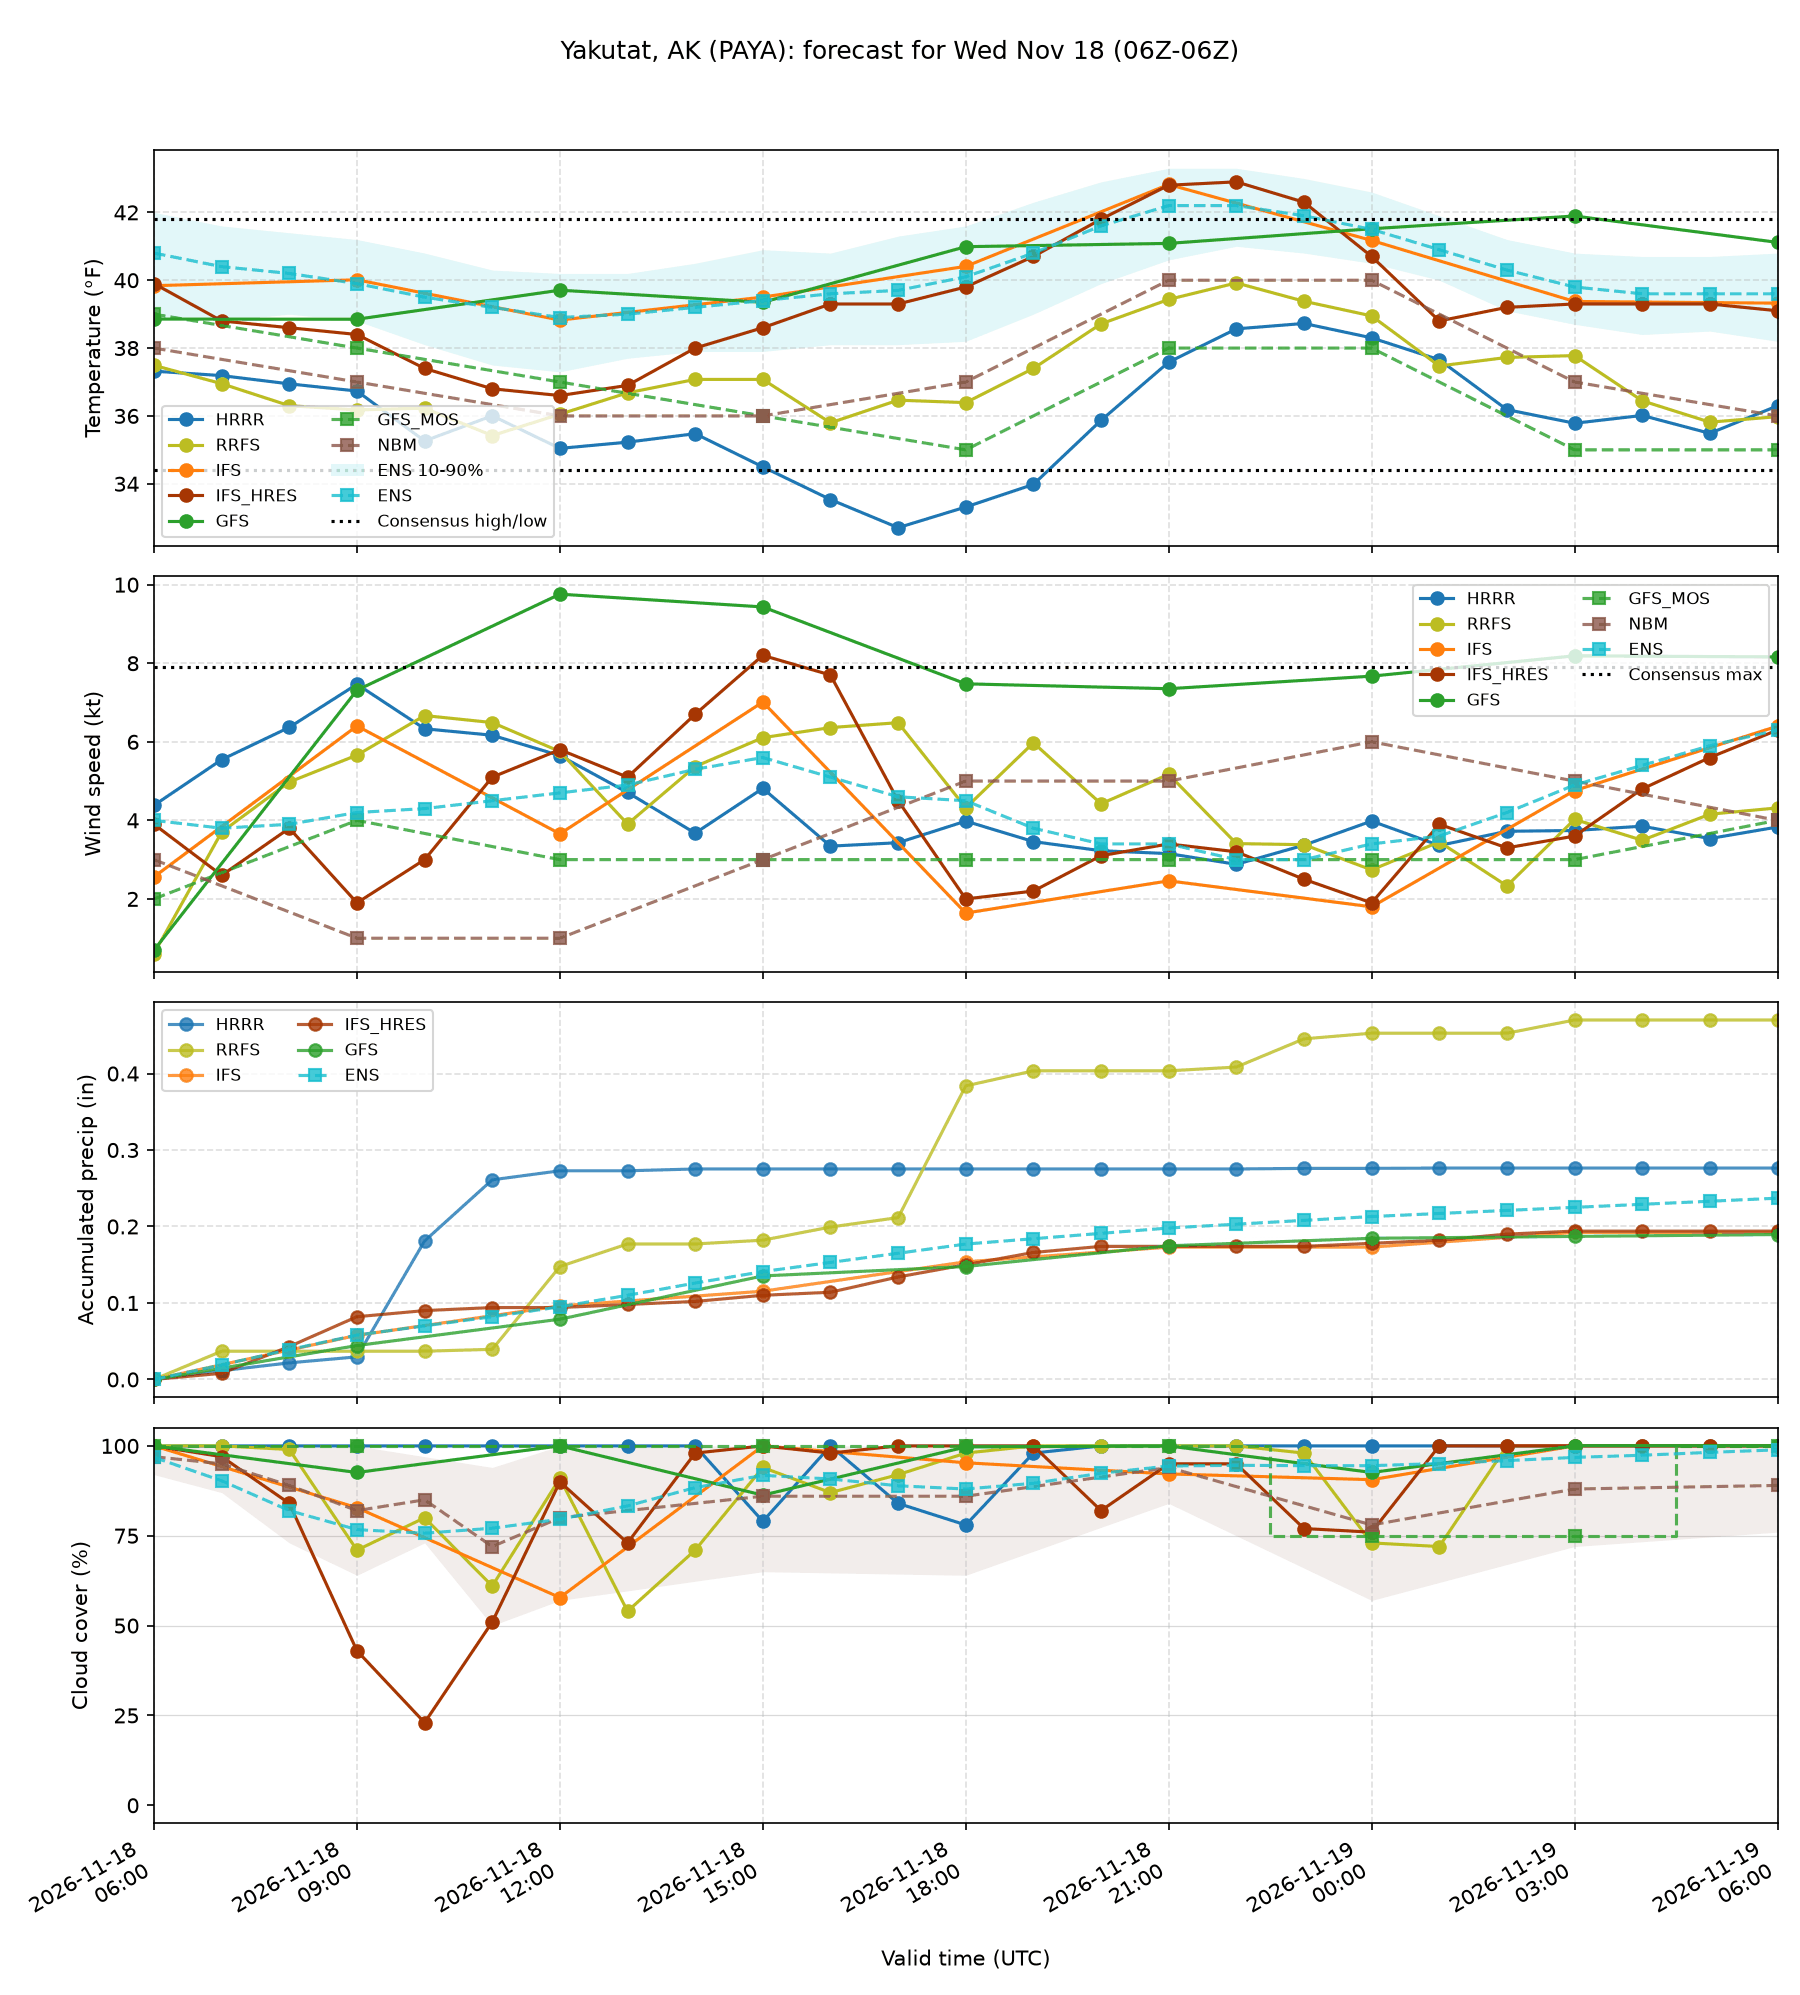 Yakutat, AK (PAYA): forecast for Wed Nov 18 (06Z-06Z)
Temperature (°F)
42
40
38
36
34
HRRR
RRFS
IFS
IFS_HRES
GFS
GFS_MOS
NBM
ENS 10-90%
ENS
Consensus high/low
Wind speed (kt)
10
8
6
4
2
HRRR
RRFS
IFS
IFS_HRES
GFS
GFS_MOS
NBM
ENS
Consensus max
Accumulated precip (in)
0.4
0.3
0.2
0.1
0.0
HRRR
RRFS
IFS
IFS_HRES
GFS
ENS
Cloud cover (%)
100
75
50
25
0
2026-11-18
06:00
2026-11-18
09:00
2026-11-18
12:00
2026-11-18
15:00
2026-11-18
18:00
2026-11-18
21:00
2026-11-19
00:00
2026-11-19
03:00
2026-11-19
06:00
Valid time (UTC)